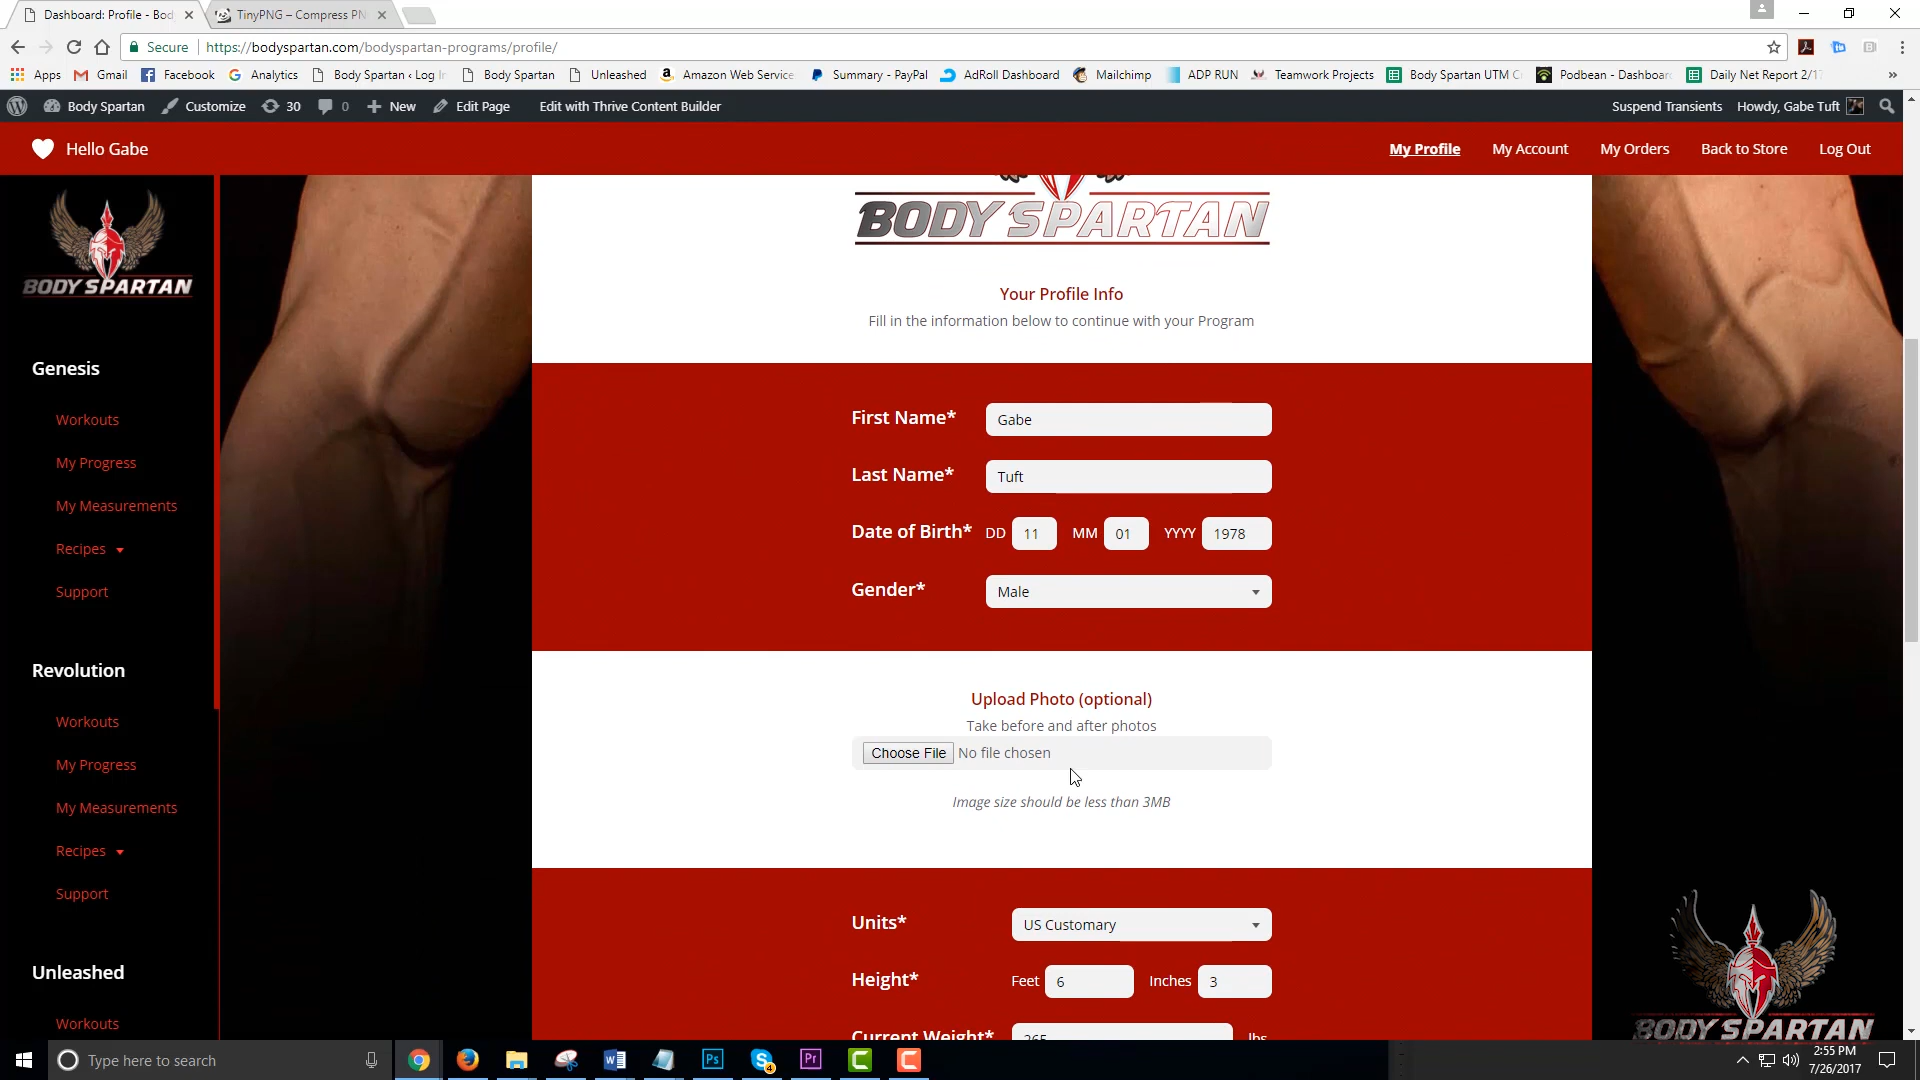 Dashboard: Profile - Bod
TinyPNG – Compress PN
Secure https://bodyspartan.com/bodyspartan-programs/profile/
Apps Gmail Facebook Analytics Body Spartan ‹ Log In Body Spartan Unleashed Amazon Web Service Summary - PayPal AdRoll Dashboard Mailchimp ADP RUN Teamwork Projects Body Spartan UTM C Podbean - Dashboar Daily Net Report 2/17 »
Body Spartan Customize 30 0 New Edit Page Edit with Thrive Content Builder Suspend Transients Howdy, Gabe Tuft
Hello Gabe My Profile My Account My Orders Back to Store Log Out
BODY SPARTAN
Genesis
Workouts
My Progress
My Measurements
Recipes
Support
Revolution
Workouts
My Progress
My Measurements
Recipes
Support
Unleashed
Workouts
BODY SPARTAN
Your Profile Info
Fill in the information below to continue with your Program
First Name* Gabe
Last Name* Tuft
Date of Birth* DD 11 MM 01 YYYY 1978
Gender* Male
Upload Photo (optional)
Take before and after photos
Choose File No file chosen
Image size should be less than 3MB
Units* US Customary
Height* Feet 6 Inches 3
Current Weight* 265 lbs
BODY SPARTAN
Type here to search
Ps
4
Pr
2:55 PM
7/26/2017